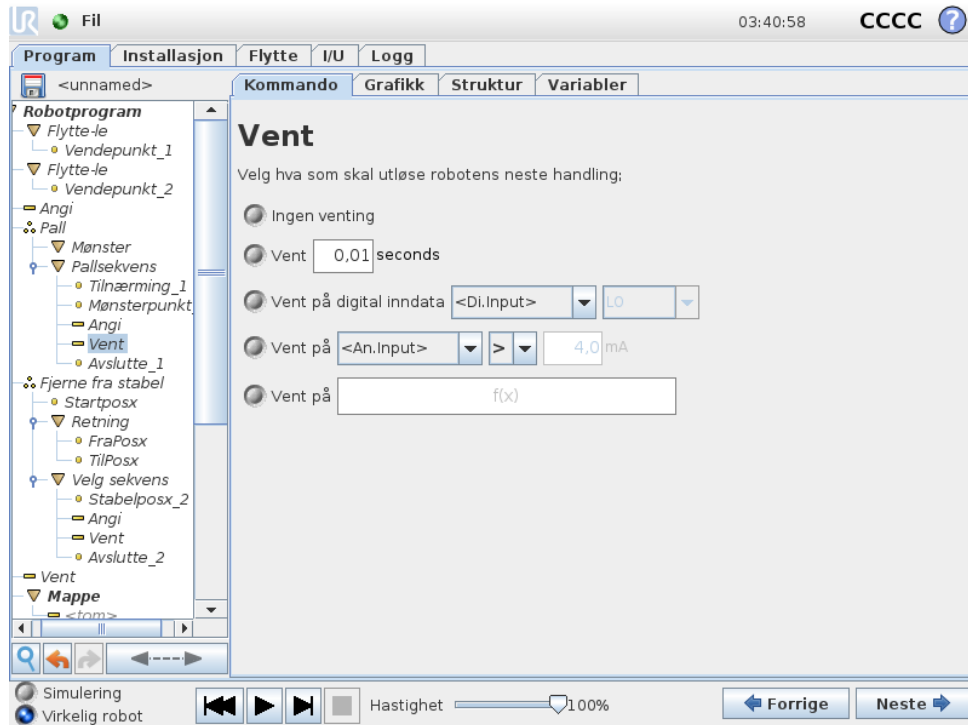 UR Fil 03:40:58 CCCC ?
Program Installasjon Flytte I/U Logg
<unnamed>
Kommando Grafikk Struktur Variabler
Robotprogram
Flytte-le
Vendepunkt_1
Flytte-le
Vendepunkt_2
Angi
Pall
Mønster
Pallsekvens
Tilnærming_1
Mønsterpunkt
Angi
Vent
Avslutte_1
Fjerne fra stabel
Startposx
Retning
FraPosx
TilPosx
Velg sekvens
Stabelposx_2
Angi
Vent
Avslutte_2
Vent
Mappe
<tom>
Vent
Velg hva som skal utløse robotens neste handling;
Ingen venting
Vent 0,01 seconds
Vent på digital inndata <Di.Input> L0
Vent på <An.Input> > 4,0 mA
Vent på f(x)
Simulering
Virkelig robot
Hastighet 100%
Forrige Neste